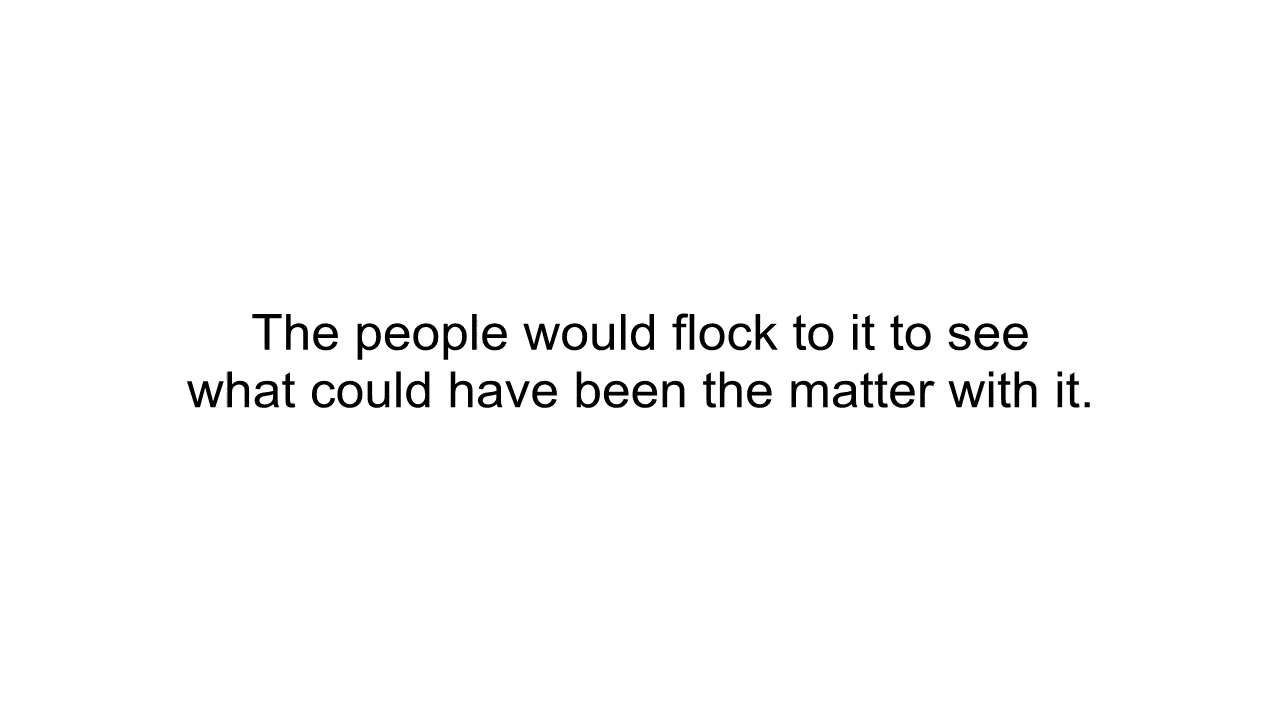 The people would flock to it to see
what could have been the matter with it.